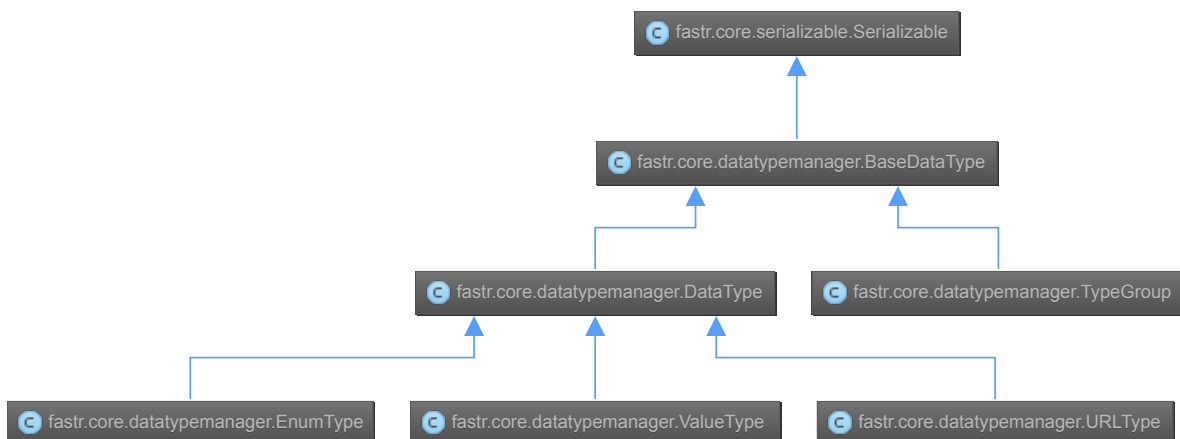 C fastr.core.serializable.Serializable
C fastr.core.datatypemanager.BaseDataType
C fastr.core.datatypemanager.DataType
C fastr.core.datatypemanager.TypeGroup
C fastr.core.datatypemanager.EnumType
C fastr.core.datatypemanager.ValueType
C fastr.core.datatypemanager.URLType